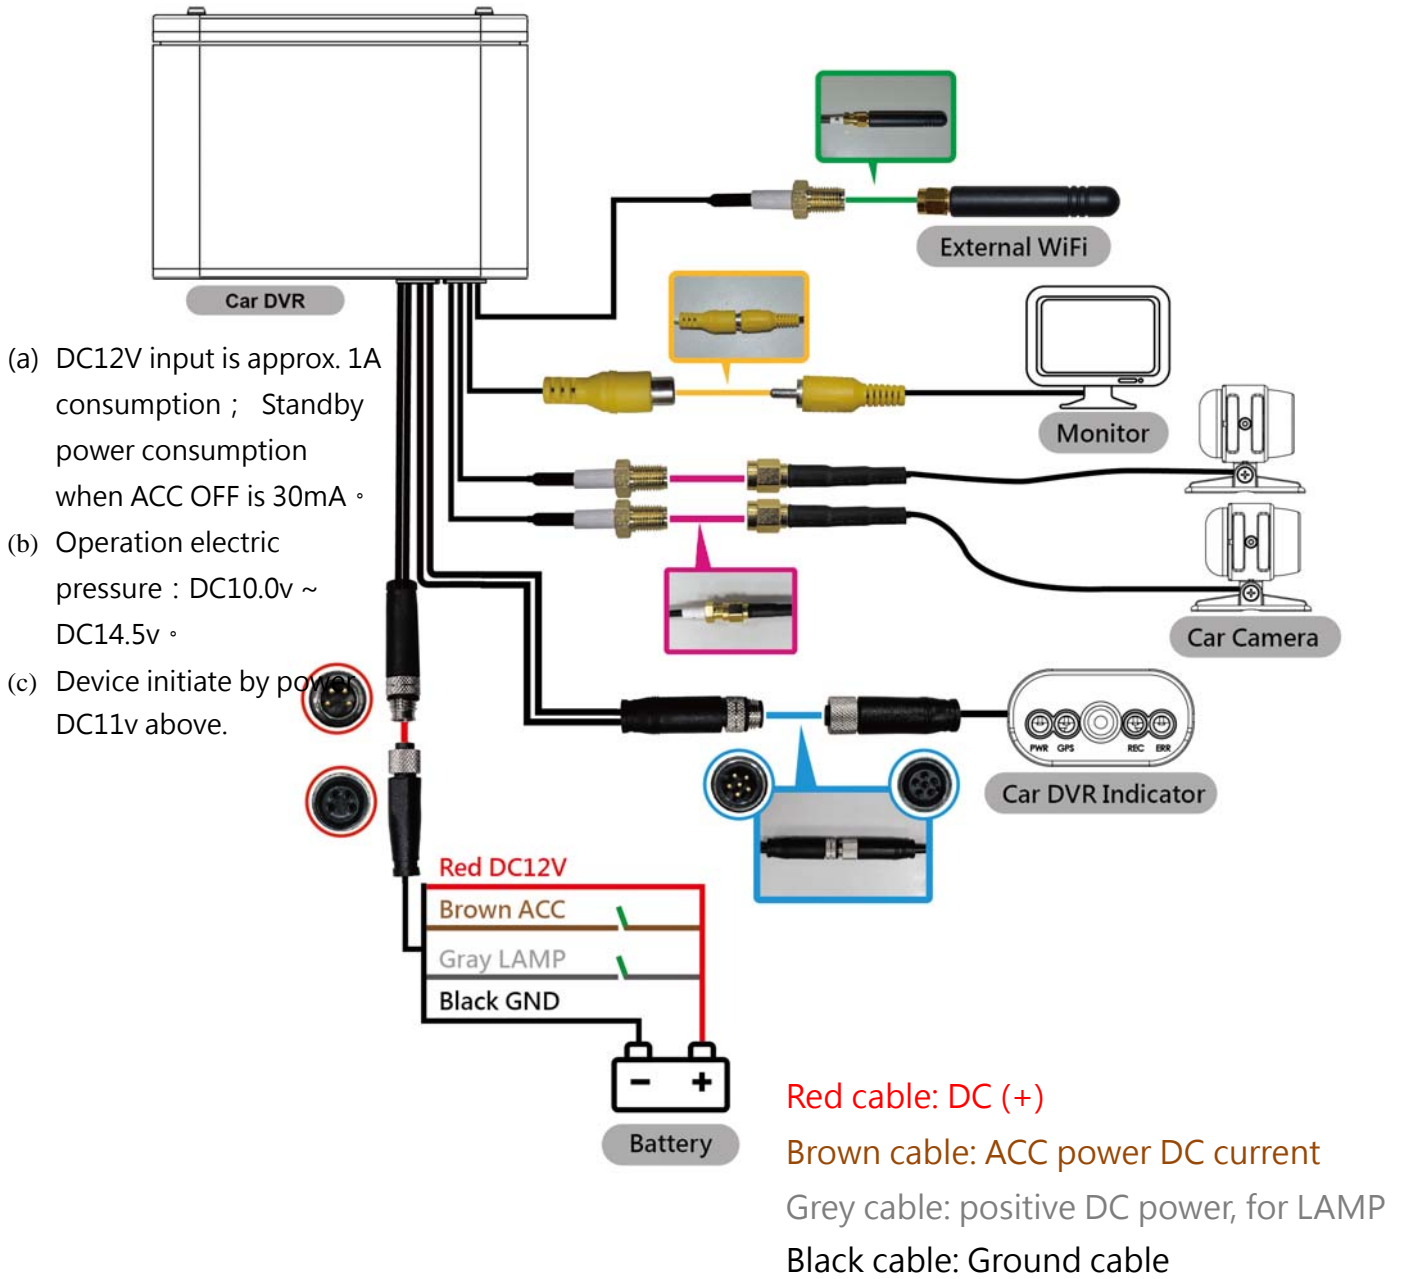 External WiFi
Car DVR
(a) DC12V input is approx. 1A
consumption； Standby
power consumption
when ACC OFF is 30mA。
(b) Operation electric
pressure：DC10.0v ~
DC14.5v。
(c) Device initiate by power
DC11v above.
Monitor
Car Camera
PWR GPS REC ERR
Car DVR Indicator
Red DC12V
Brown ACC
Gray LAMP
Black GND
− +
Battery
Red cable: DC (+)
Brown cable: ACC power DC current
Grey cable: positive DC power, for LAMP
Black cable: Ground cable